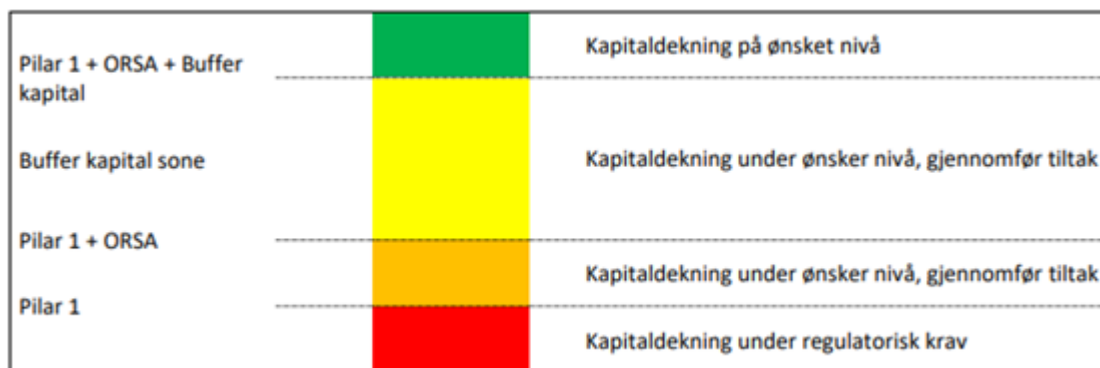 Kapitaldekning på ønsket nivå
Pilar 1 + ORSA + Buffer
kapital
Buffer kapital sone
Kapitaldekning under ønsker nivå, gjennomfør tiltak
Pilar 1 + ORSA
Kapitaldekning under ønsker nivå, gjennomfør tiltak
Pilar 1
Kapitaldekning under regulatorisk krav